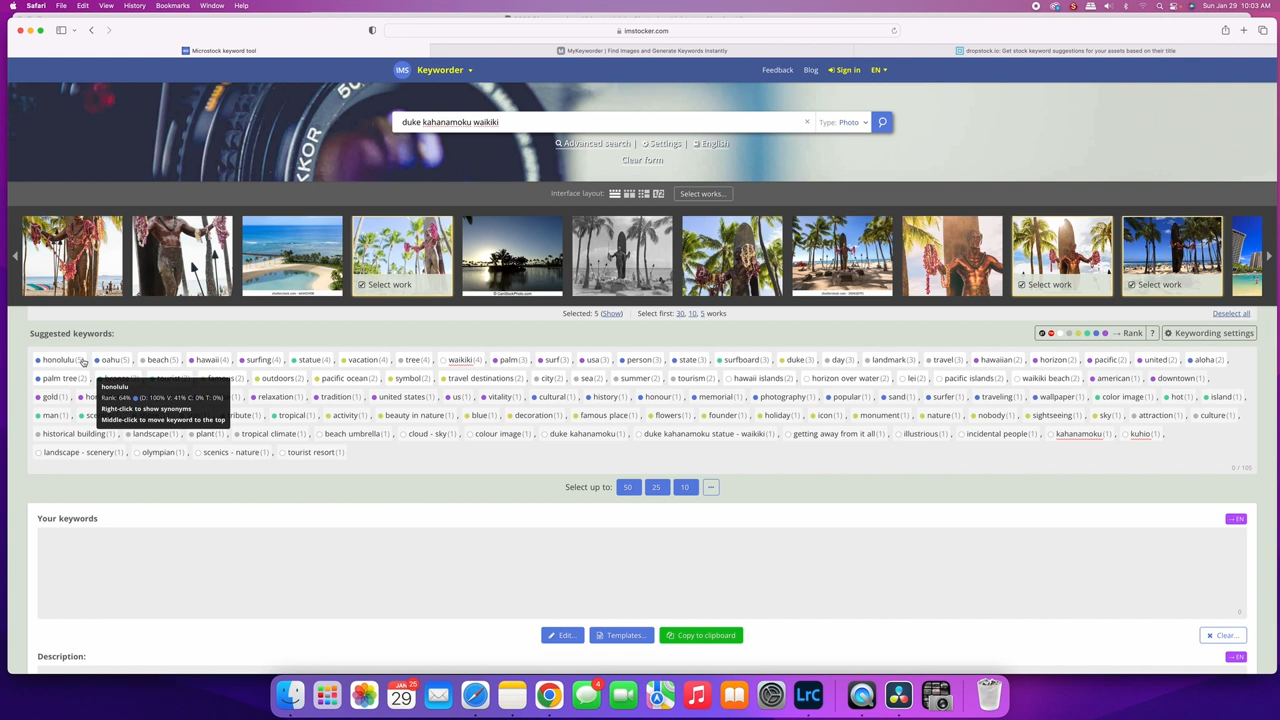 Safari File Edit View History Bookmarks Window Help Sun Jan 29 10:03 AM
imstocker.com
Microstock keyword tool MyKeyworder | Find Images and Generate Keywords Instantly dropstock.io: Get stock keyword suggestions for your assets based on their title
IMS Keyworder Feedback Blog Sign in EN
duke kahanamoku waikiki Type: Photo
Advanced search | Settings | English
Clear form
Interface layout: Select works...
Select work Select work Select work
Selected: 5 (Show) Select first: 30, 10, 5 works Deselect all
Suggested keywords: → Rank ? Keywording settings
honolulu(5), oahu(5), beach(5), hawaii(4), surfing(4), statue(4), vacation(4), tree(4), waikiki(4), palm(3), surf(3), usa(3), person(3), state(3), surfboard(3), duke(3), day(3), landmark(3), travel(3), hawaiian(2), horizon(2), pacific(2), united(2), aloha(2),
palm tree(2), outdoors(2), pacific ocean(2), symbol(2), travel destinations(2), city(2), sea(2), summer(2), tourism(2), hawaii islands(2), horizon over water(2), lei(2), pacific islands(2), waikiki beach(2), american(1), downtown(1),
gold(1), relaxation(1), tradition(1), united states(1), us(1), vitality(1), cultural(1), history(1), honour(1), memorial(1), photography(1), popular(1), sand(1), surfer(1), traveling(1), wallpaper(1), color image(1), hot(1), island(1),
man(1), tribute(1), tropical(1), activity(1), beauty in nature(1), blue(1), decoration(1), famous place(1), flowers(1), founder(1), holiday(1), icon(1), monument(1), nature(1), nobody(1), sightseeing(1), sky(1), attraction(1), culture(1),
historical building(1), landscape(1), plant(1), tropical climate(1), beach umbrella(1), cloud - sky(1), colour image(1), duke kahanamoku(1), duke kahanamoku statue - waikiki(1), getting away from it all(1), illustrious(1), incidental people(1), kahanamoku(1), kuhio(1),
landscape - scenery(1), olympian(1), scenics - nature(1), tourist resort(1)
honolulu
Rank: 64% (D: 100% V: 41% C: 0% T: 0%)
Right-click to show synonyms
Middle-click to move keyword to the top
0 / 105
Select up to: 50 25 10 ...
Your keywords → EN
0
Edit... Templates... Copy to clipboard Clear...
Description: → EN
JAN 25
29
4
LrC